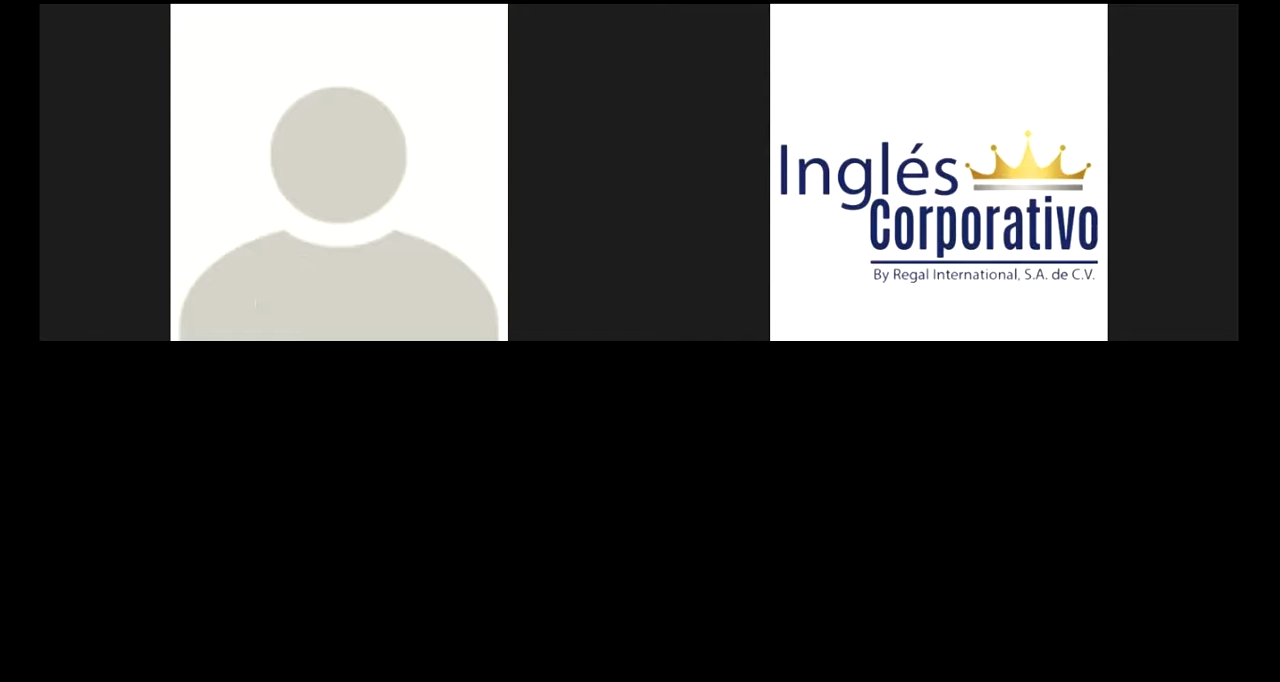 Inglés
Corporativo
By Regal International, S.A. de C.V.